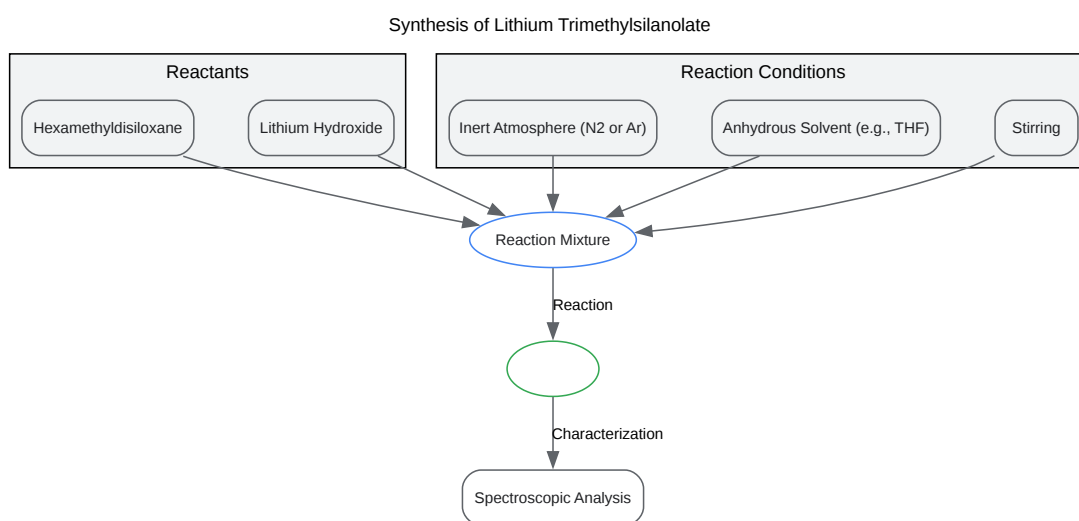 Synthesis of Lithium Trimethylsilanolate
Reactants
Reaction Conditions
Hexamethyldisiloxane
Lithium Hydroxide
Inert Atmosphere (N2 or Ar)
Anhydrous Solvent (e.g., THF)
Stirring
Reaction Mixture
Reaction
Characterization
Spectroscopic Analysis